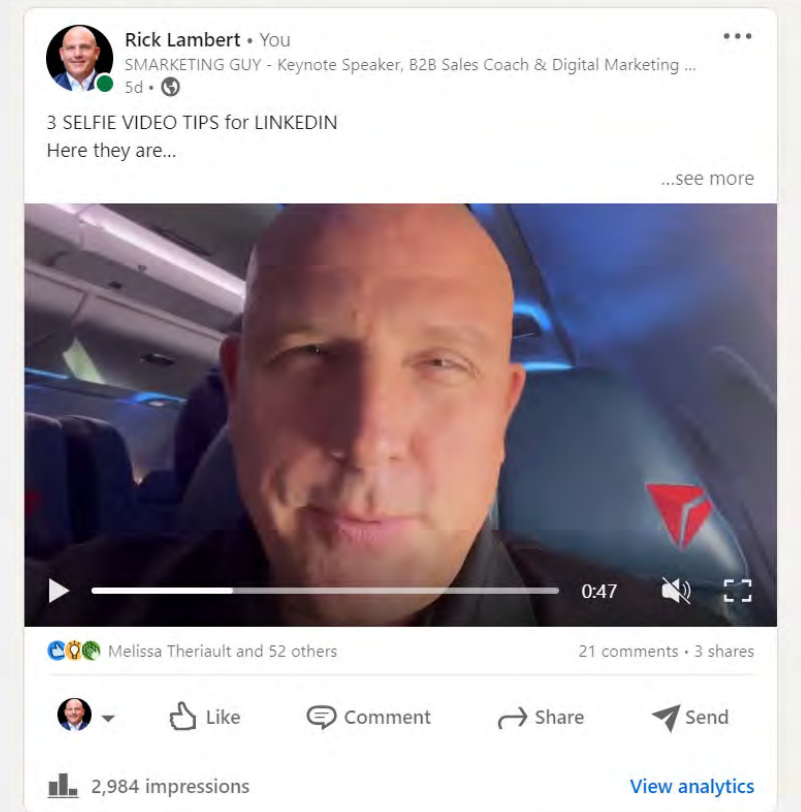 Rick Lambert • You
SMARKETING GUY - Keynote Speaker, B2B Sales Coach & Digital Marketing ...
5d •
3 SELFIE VIDEO TIPS for LINKEDIN
Here they are...
...see more
0:47
Melissa Theriault and 52 others 21 comments • 3 shares
Like Comment Share Send
2,984 impressions View analytics